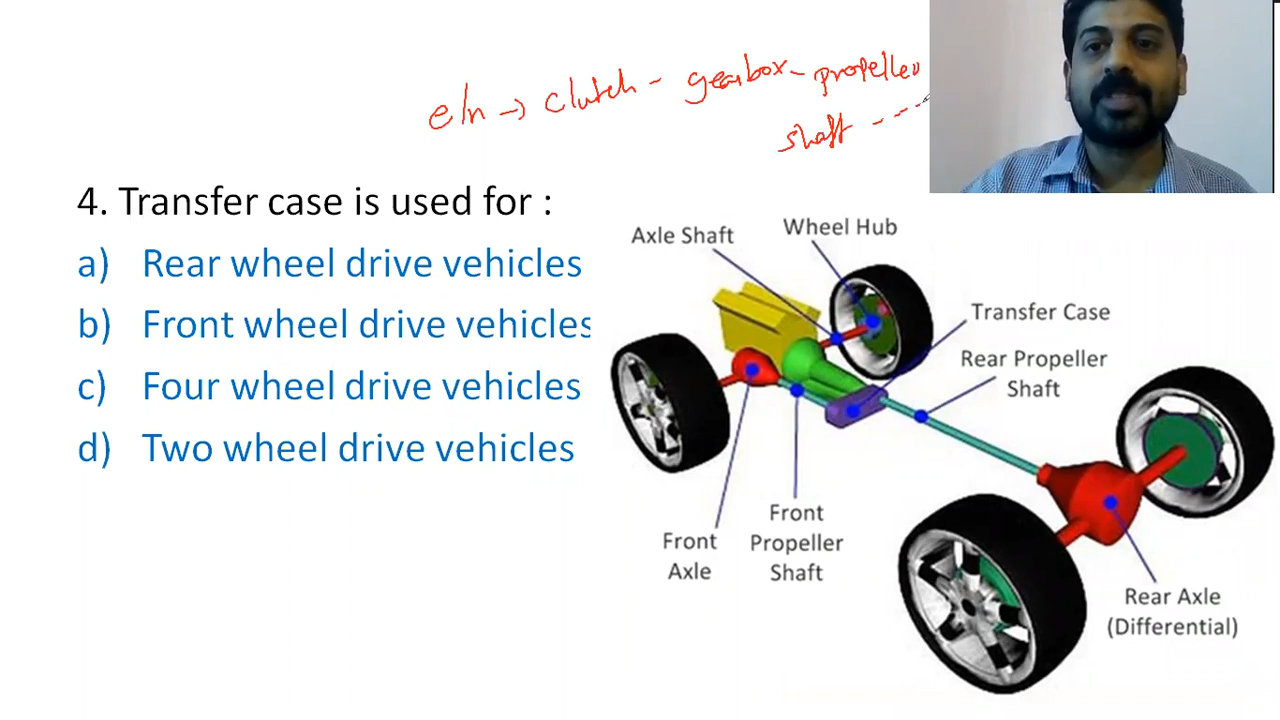 e/n → clutch - gearbox - propeller
shaft - - -
4. Transfer case is used for :
a) Rear wheel drive vehicles
b) Front wheel drive vehicles
c) Four wheel drive vehicles
d) Two wheel drive vehicles
Axle Shaft
Wheel Hub
Transfer Case
Rear Propeller
Shaft
Front
Axle
Front
Propeller
Shaft
Rear Axle
(Differential)